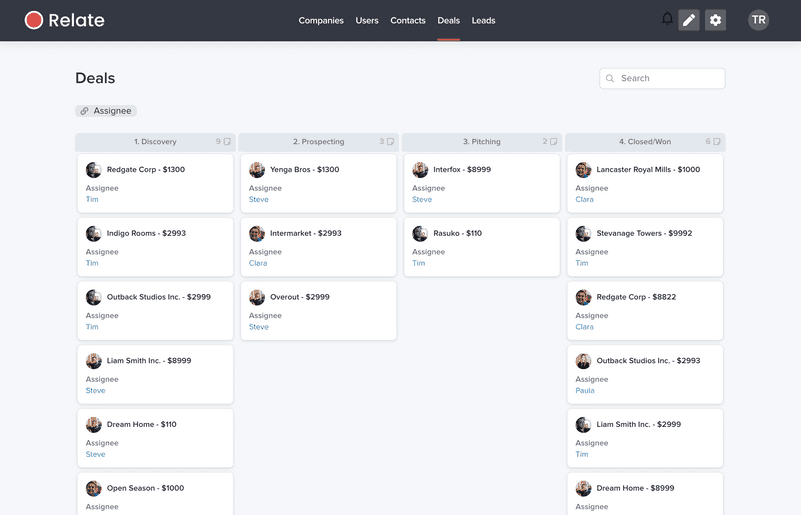 Relate
Companies Users Contacts Deals Leads
TR
Deals
Search
Assignee
1. Discovery 9
Redgate Corp - $1300
Assignee
Tim
Indigo Rooms - $2993
Assignee
Tim
Outback Studios Inc. - $2999
Assignee
Tim
Liam Smith Inc. - $8999
Assignee
Steve
Dream Home - $110
Assignee
Steve
Open Season - $1000
Assignee
2. Prospecting 3
Yenga Bros - $1300
Assignee
Steve
Intermarket - $2993
Assignee
Clara
Overout - $2999
Assignee
Steve
3. Pitching 2
Interfox - $8999
Assignee
Steve
Rasuko - $110
Assignee
Tim
4. Closed/Won 6
Lancaster Royal Mills - $1000
Assignee
Clara
Stevanage Towers - $9992
Assignee
Tim
Redgate Corp - $8822
Assignee
Clara
Outback Studios Inc. - $2993
Assignee
Paula
Liam Smith Inc. - $2999
Assignee
Tim
Dream Home - $8999
Assignee